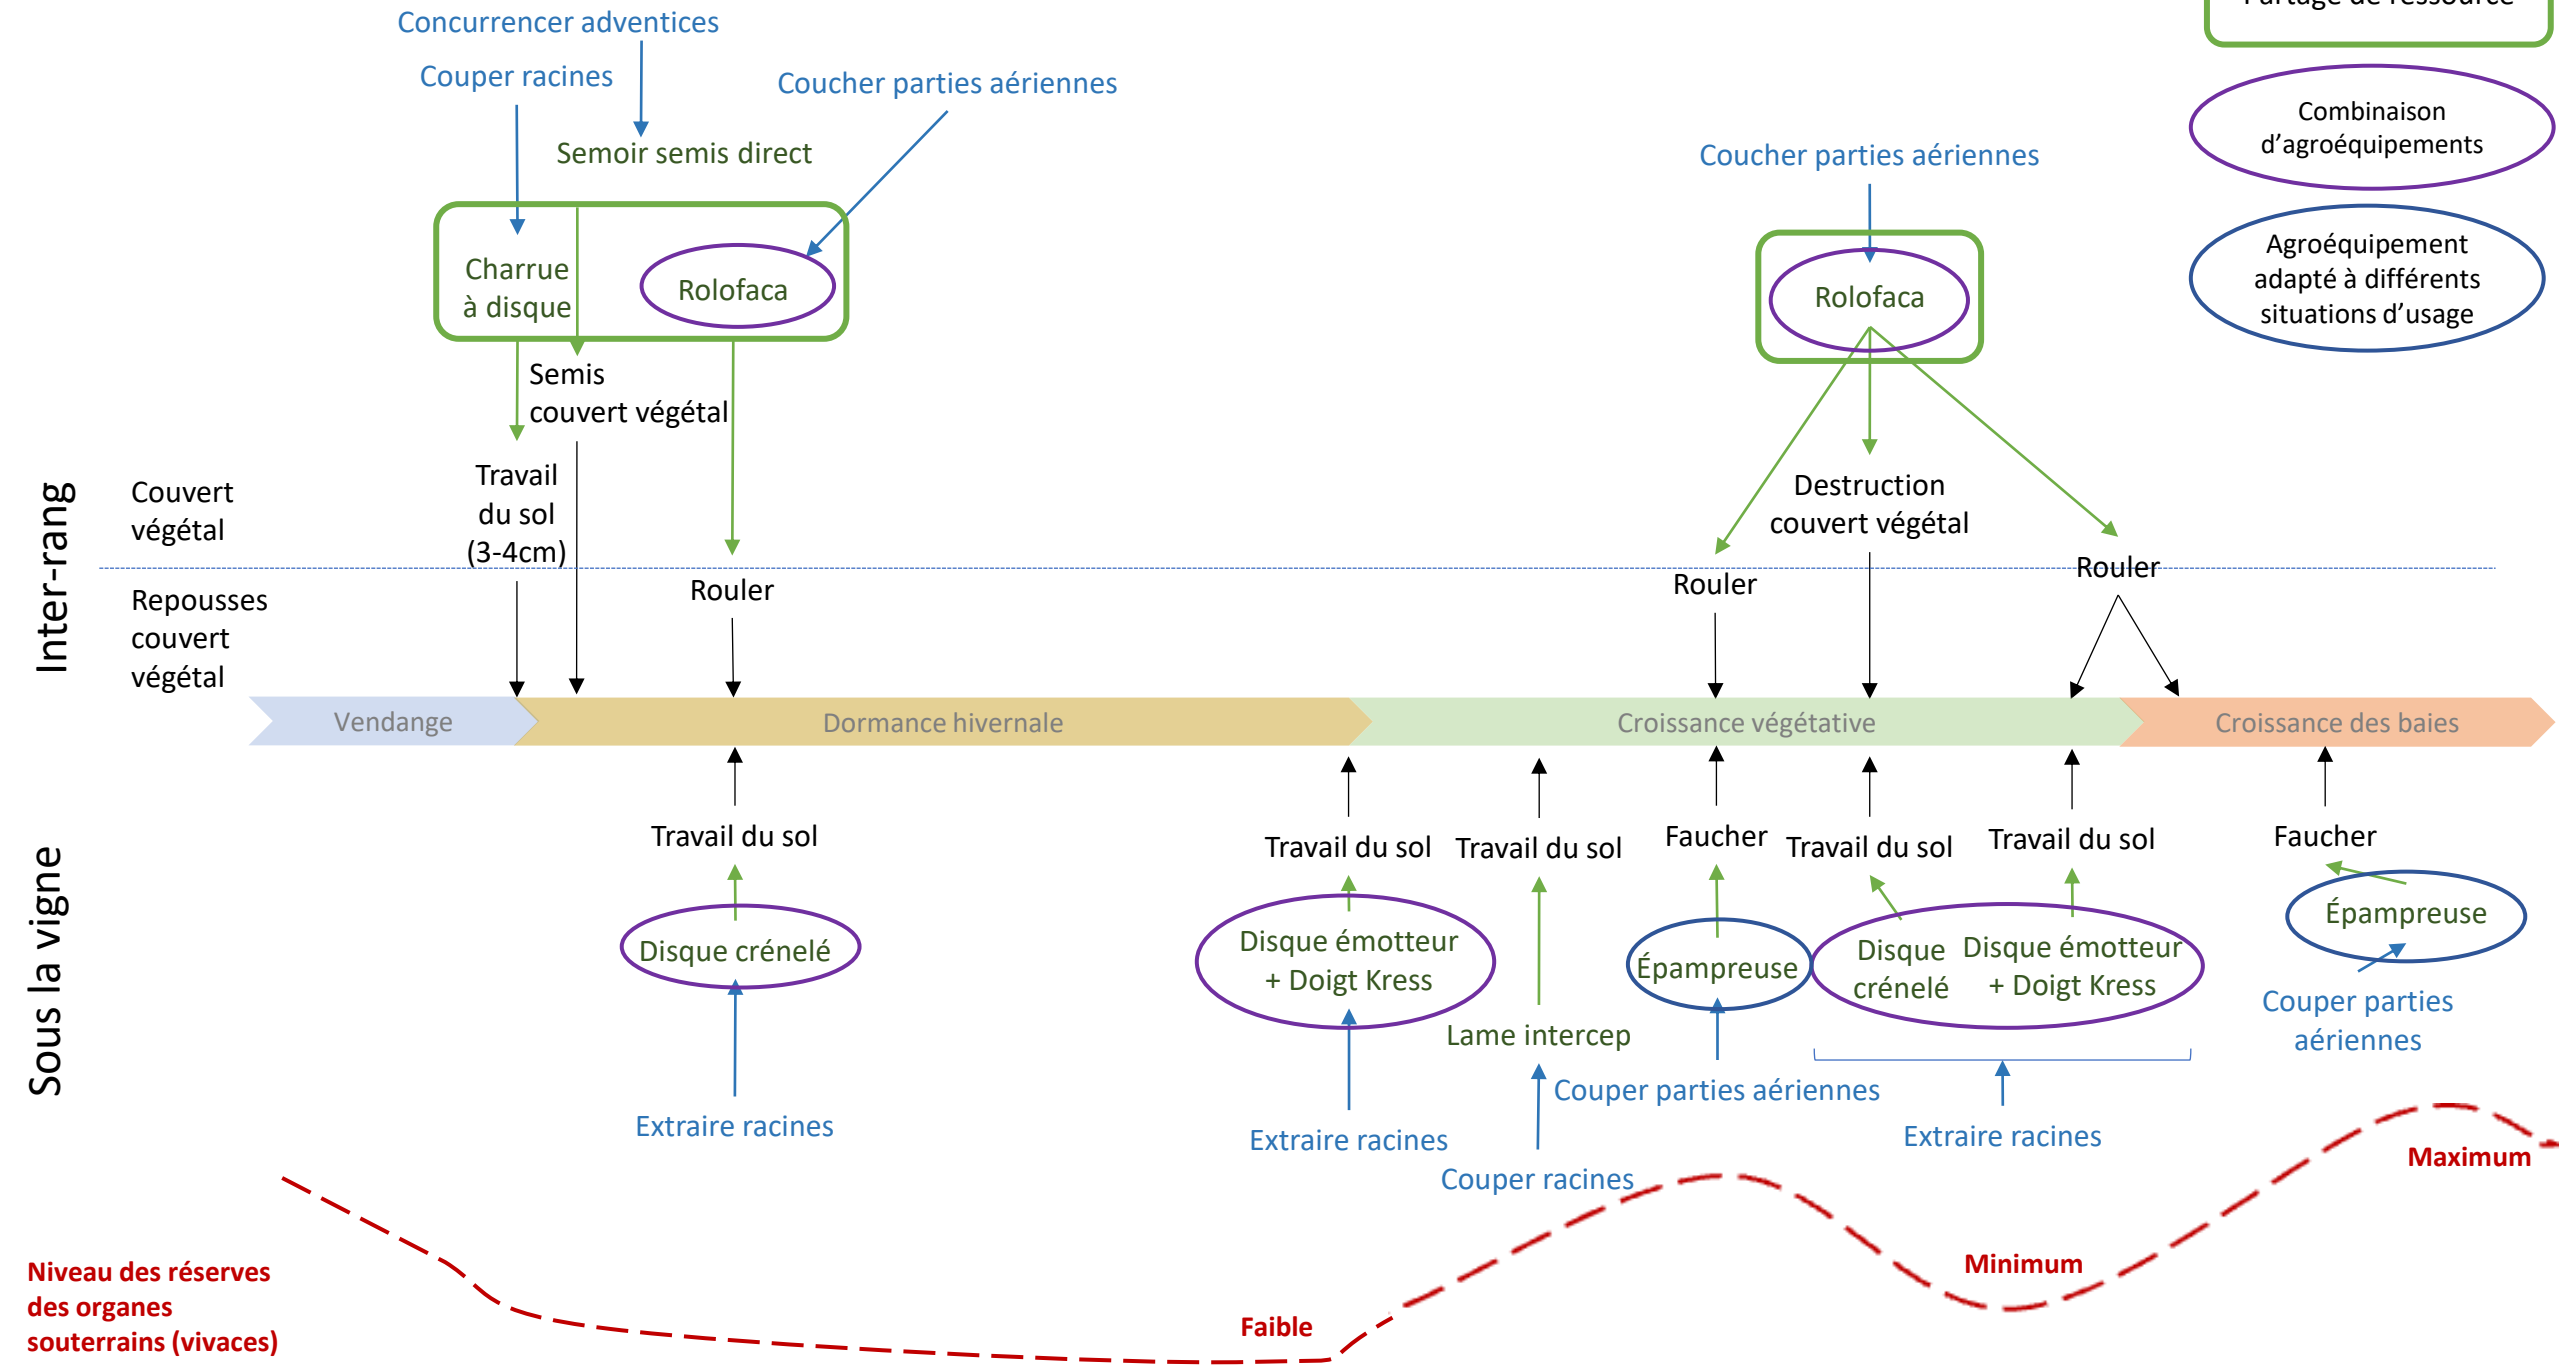 Partage de ressource
Concurrencer adventices
Couper racines
Coucher parties aériennes
Semoir semis direct
Charrue
à disque
Rolofaca
Semis
couvert végétal
Travail
du sol
(3-4cm)
Rouler
Coucher parties aériennes
Rolofaca
Destruction
couvert végétal
Rouler
Rouler
Combinaison
d’agroéquipements
Agroéquipement
adapté à différents
situations d’usage
Inter-rang
Couvert
végétal
Repousses
couvert
végétal
Vendange
Dormance hivernale
Croissance végétative
Croissance des baies
Sous la vigne
Travail du sol
Disque crénelé
Extraire racines
Travail du sol
Disque émotteur
+ Doigt Kress
Extraire racines
Travail du sol
Lame intercep
Couper racines
Faucher
Épampreuse
Couper parties aériennes
Travail du sol
Disque
crénelé
Travail du sol
Disque émotteur
+ Doigt Kress
Extraire racines
Faucher
Épampreuse
Couper parties
aériennes
Niveau des réserves
des organes
souterrains (vivaces)
Faible
Minimum
Maximum